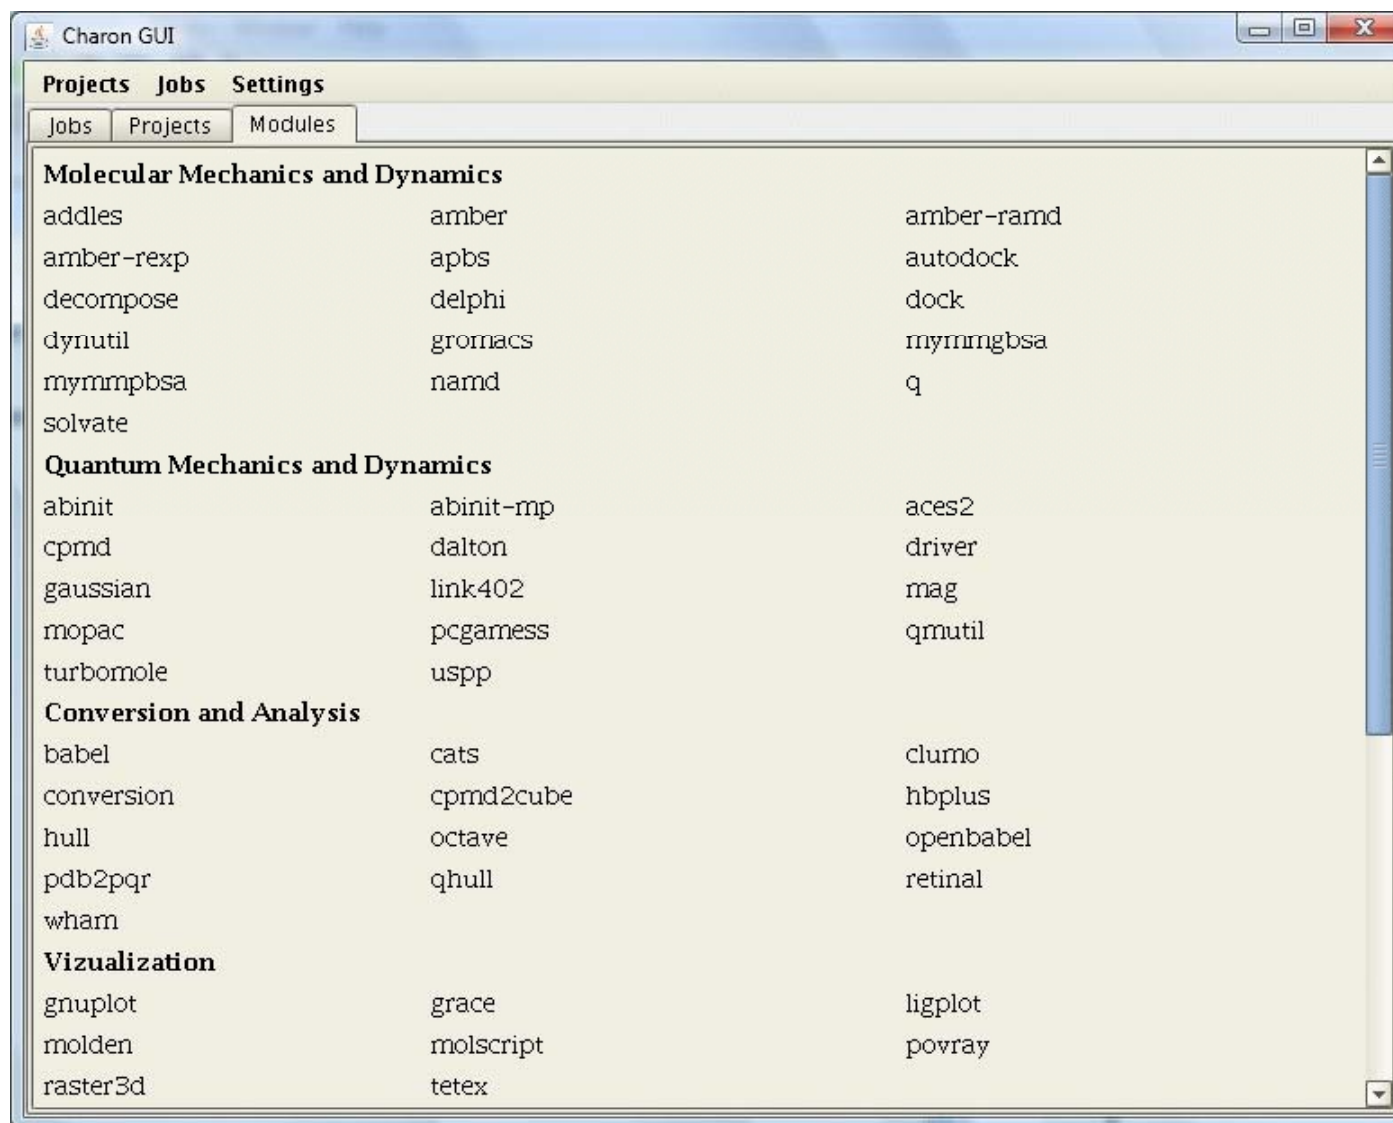 Charon GUI
Projects Jobs Settings
Jobs Projects Modules
Molecular Mechanics and Dynamics
addles amber amber-ramd
amber-rexp apbs autodock
decompose delphi dock
dynutil gromacs mymmgbsa
mymmpbsa namd q
solvate
Quantum Mechanics and Dynamics
abinit abinit-mp aces2
cpmd dalton driver
gaussian link402 mag
mopac pcgamess qmutil
turbomole uspp
Conversion and Analysis
babel cats clumo
conversion cpmd2cube hbplus
hull octave openbabel
pdb2pqr qhull retinal
wham
Vizualization
gnuplot grace ligplot
molden molscript povray
raster3d tetex